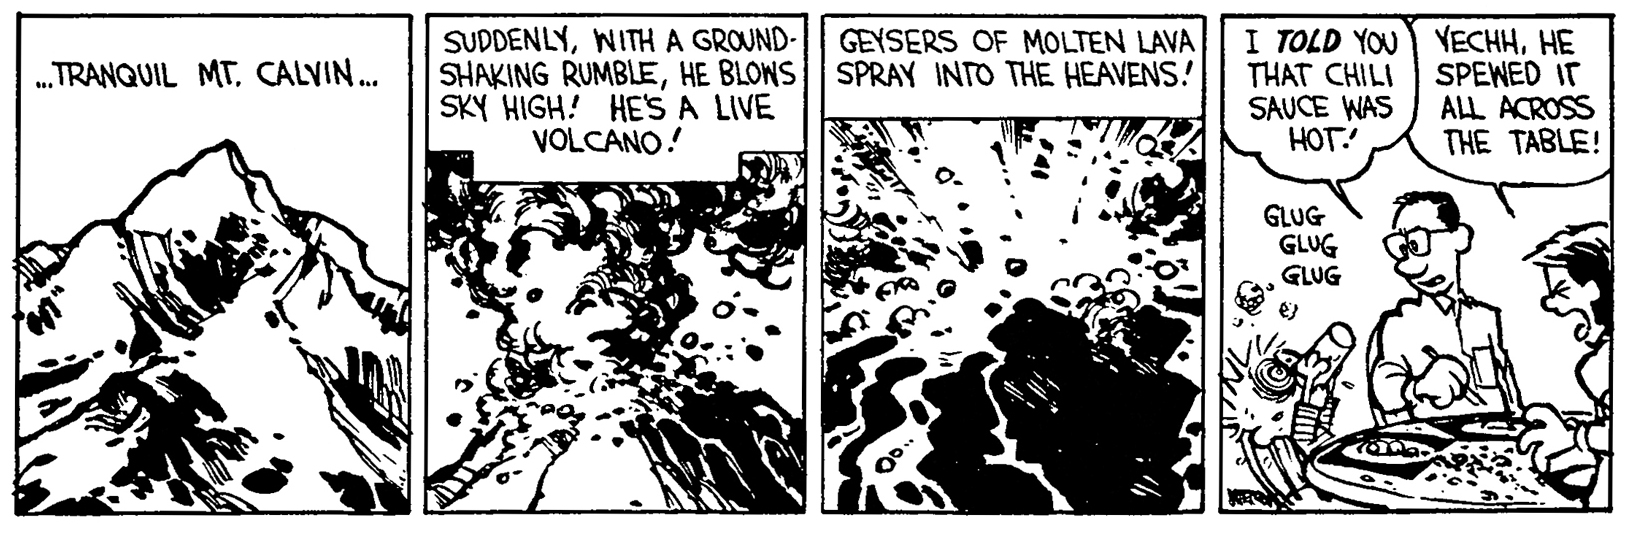 ...TRANQUIL MT. CALVIN...
SUDDENLY, WITH A GROUND-
SHAKING RUMBLE, HE BLOWS
SKY HIGH! HE'S A LIVE
VOLCANO!
GEYSERS OF MOLTEN LAVA
SPRAY INTO THE HEAVENS!
I TOLD YOU
THAT CHILI
SAUCE WAS
HOT!
YECHH, HE
SPEWED IT
ALL ACROSS
THE TABLE!
GLUG
GLUG
GLUG